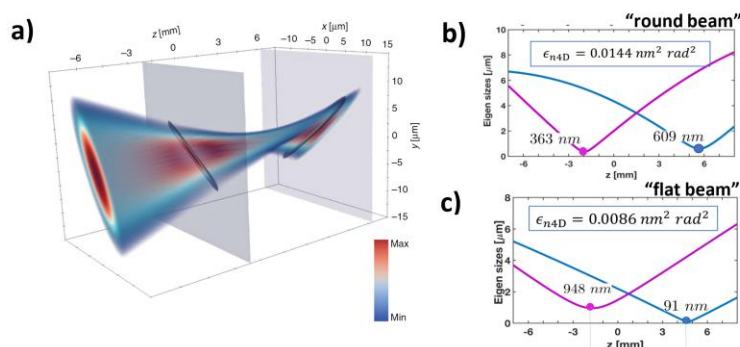 a)
z [mm]
-6
-3
0
3
6
x [μm]
-15
-10
-5
0
5
10
15
15
10
5
0
-5
-10
-15
y [μm]
Max
Min
b)
"round beam"
ϵn4D = 0.0144 nm² rad²
Eigen sizes [μm]
10
8
6
4
2
0
363 nm
609 nm
-6
-3
0
3
6
z [mm]
c)
"flat beam"
ϵn4D = 0.0086 nm² rad²
Eigen sizes [μm]
8
6
4
2
0
948 nm
91 nm
-6
-3
0
3
6
z [mm]